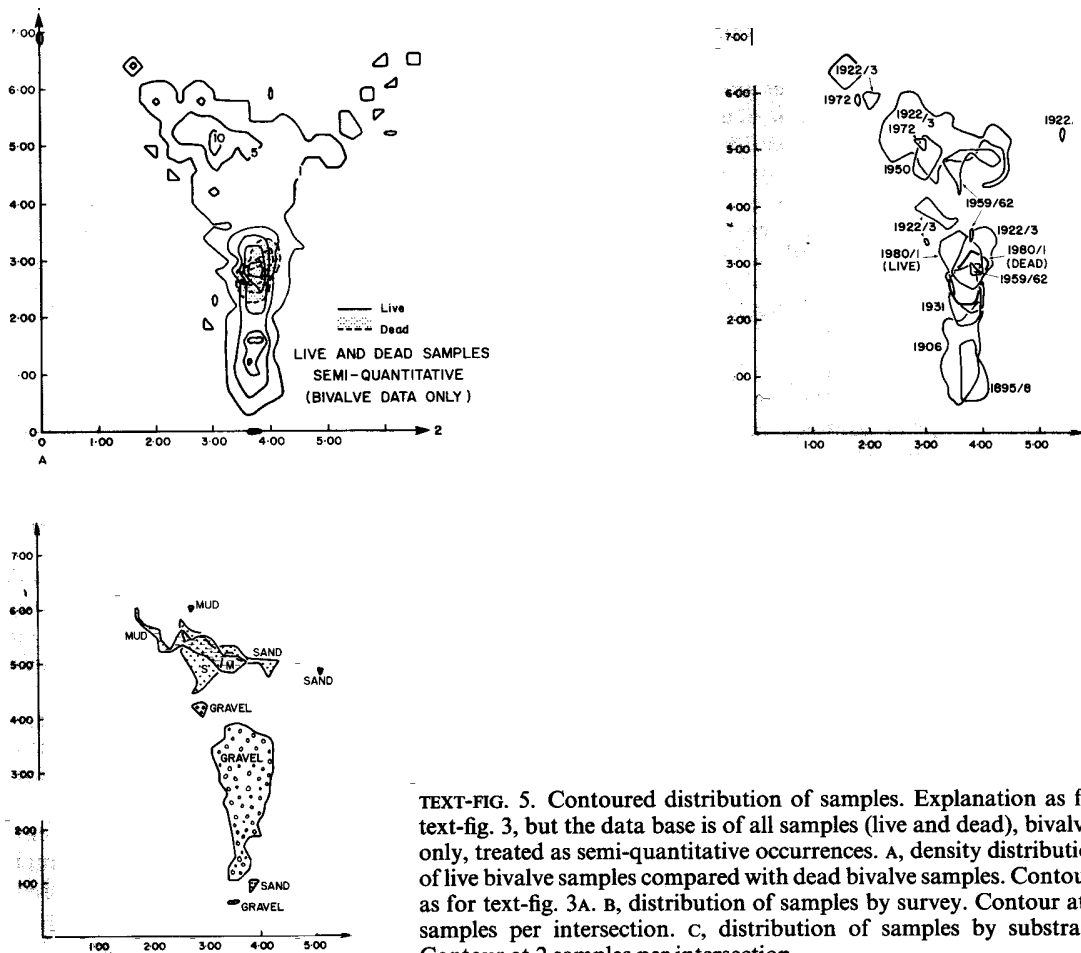 7·00
6·00
5·00
4·00
3·00
2·00
1·00
0
0 1·00 2·00 3·00 4·00 5·00 2
A
10
5
1
Live
Dead
LIVE AND DEAD SAMPLES
SEMI-QUANTITATIVE
(BIVALVE DATA ONLY)
7·00
6·00
5·00
4·00
3·00
2·00
·00
1·00 2·00 3·00 4·00 5·00
1922/3
1972
1922/3
1972
1950
1922.
1959/62
1922/3
1922/3
1980/1
(LIVE)
1980/1
(DEAD)
1959/62
1931
1906
1895/8
7·00
6·00
5·00
4·00
3·00
2·00
1·00
1·00 2·00 3·00 4·00 5·00
MUD
MUD
SAND
S
M
SAND
GRAVEL
GRAVEL
SAND
GRAVEL
TEXT-FIG. 5. Contoured distribution of samples. Explanation as f
text-fig. 3, but the data base is of all samples (live and dead), bivalv
only, treated as semi-quantitative occurrences. A, density distributi
of live bivalve samples compared with dead bivalve samples. Contou
as for text-fig. 3A. B, distribution of samples by survey. Contour at
samples per intersection. C, distribution of samples by substra
Contour at 2 samples per intersection